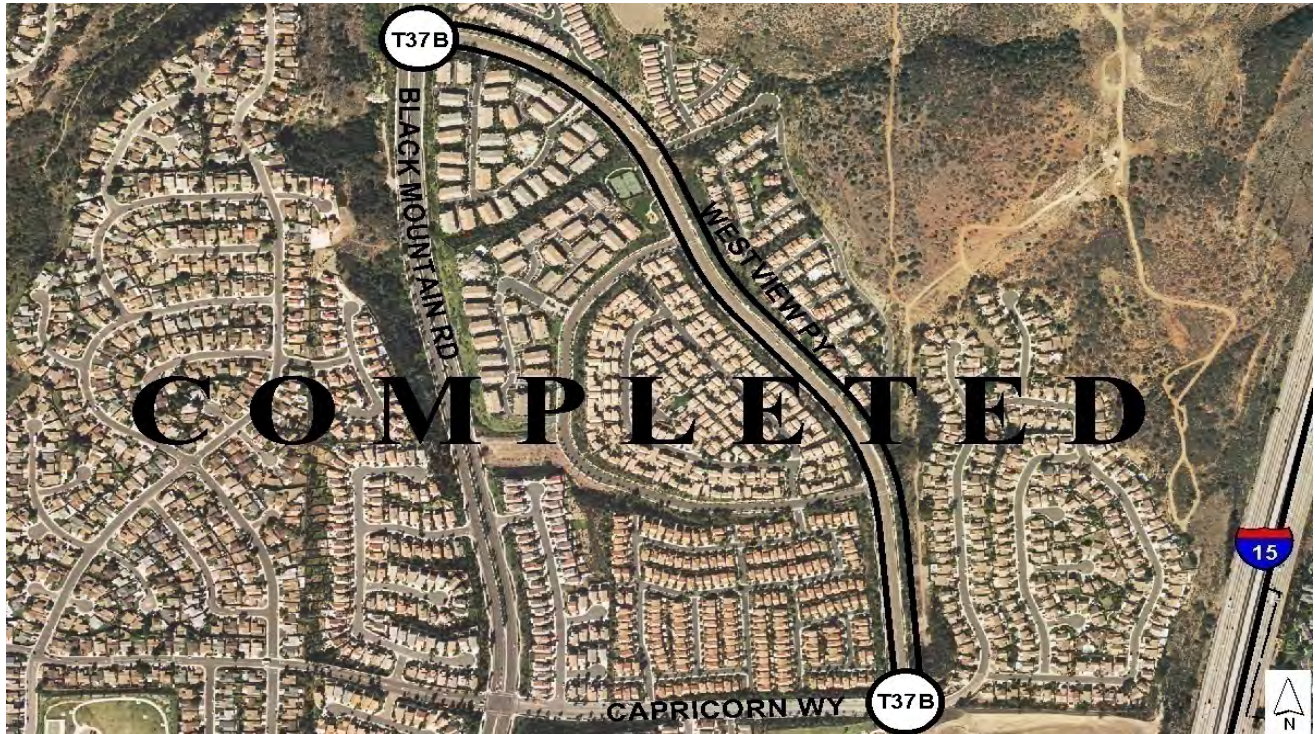 T37B
BLACK MOUNTAIN RD
WESTVIEW PY
COMPLETED
15
T37B
CAPRICORN WY
N